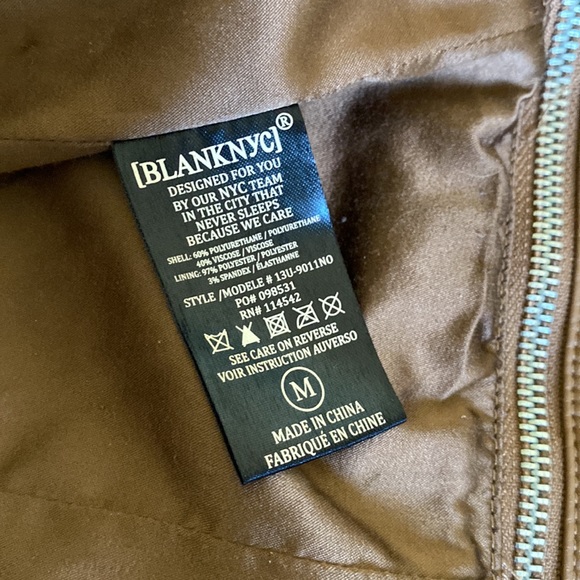 [BLANKNYC]®
DESIGNED FOR YOU
BY OUR NYC TEAM
IN THE CITY THAT
NEVER SLEEPS
BECAUSE WE CARE
SHELL: 60% POLYURETHANE / POLYURETHANE
40% VISCOSE / VISCOSE
LINING: 97% POLYESTER / POLYESTER
3% SPANDEX / ÉLASTHANNE
STYLE /MODELE # 13U-9011NO
PO# 098531
RN# 114542
SEE CARE ON REVERSE
VOIR INSTRUCTION AUVERSO
M
MADE IN CHINA
FABRIQUÉ EN CHINE